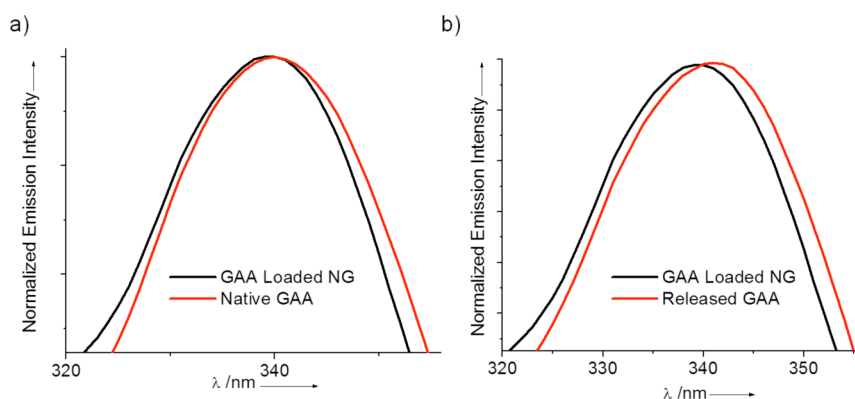 a)
Normalized Emission Intensity
GAA Loaded NG
Native GAA
320 340
λ /nm
b)
Normalized Emission Intensity
GAA Loaded NG
Released GAA
320 330 340 350
λ /nm